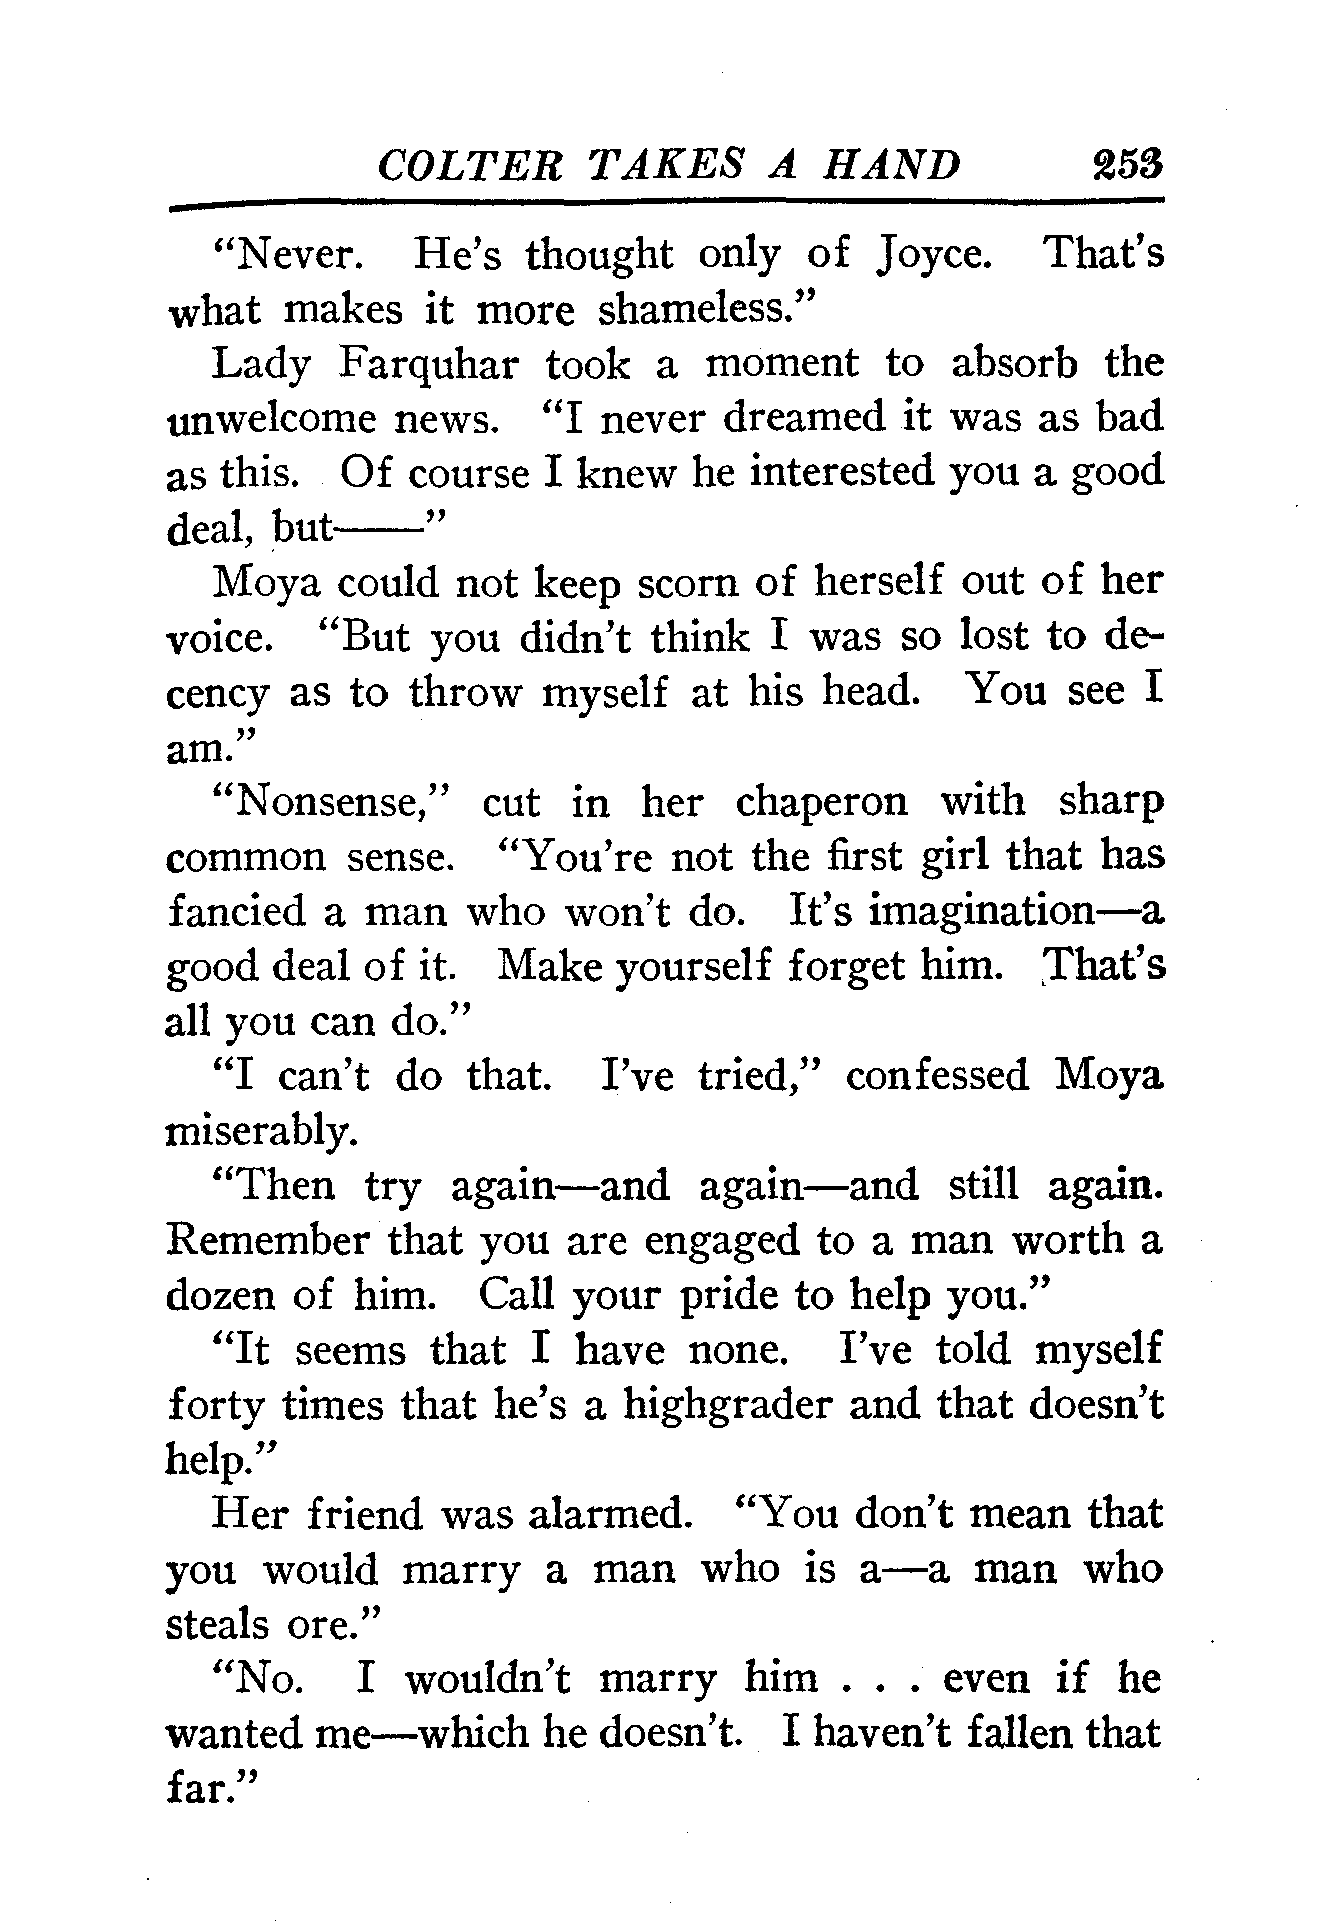 COLTER TAKES A HAND 253
“Never. He’s thought only of Joyce. That’s
what makes it more shameless.”
Lady Farquhar took a moment to absorb the
unwelcome news. “I never dreamed it was as bad
as this. Of course I knew he interested you a good
deal, but——”
Moya could not keep scorn of herself out of her
voice. “But you didn’t think I was so lost to de-
cency as to throw myself at his head. You see I
am.”
“Nonsense,” cut in her chaperon with sharp
common sense. “You’re not the first girl that has
fancied a man who won’t do. It’s imagination—a
good deal of it. Make yourself forget him. That’s
all you can do.”
“I can’t do that. I’ve tried,” confessed Moya
miserably.
“Then try again—and again—and still again.
Remember that you are engaged to a man worth a
dozen of him. Call your pride to help you.”
“It seems that I have none. I’ve told myself
forty times that he’s a highgrader and that doesn’t
help.”
Her friend was alarmed. “You don’t mean that
you would marry a man who is a—a man who
steals ore.”
“No. I wouldn’t marry him . . . even if he
wanted me—which he doesn’t. I haven’t fallen that
far.”